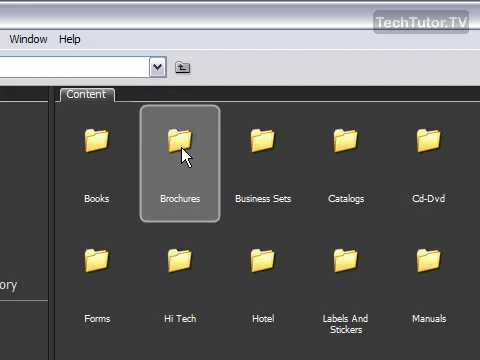 TechTutor.TV
Window Help
Content
Books Brochures Business Sets Catalogs Cd-Dvd
ory
Forms Hi Tech Hotel Labels And Stickers Manuals